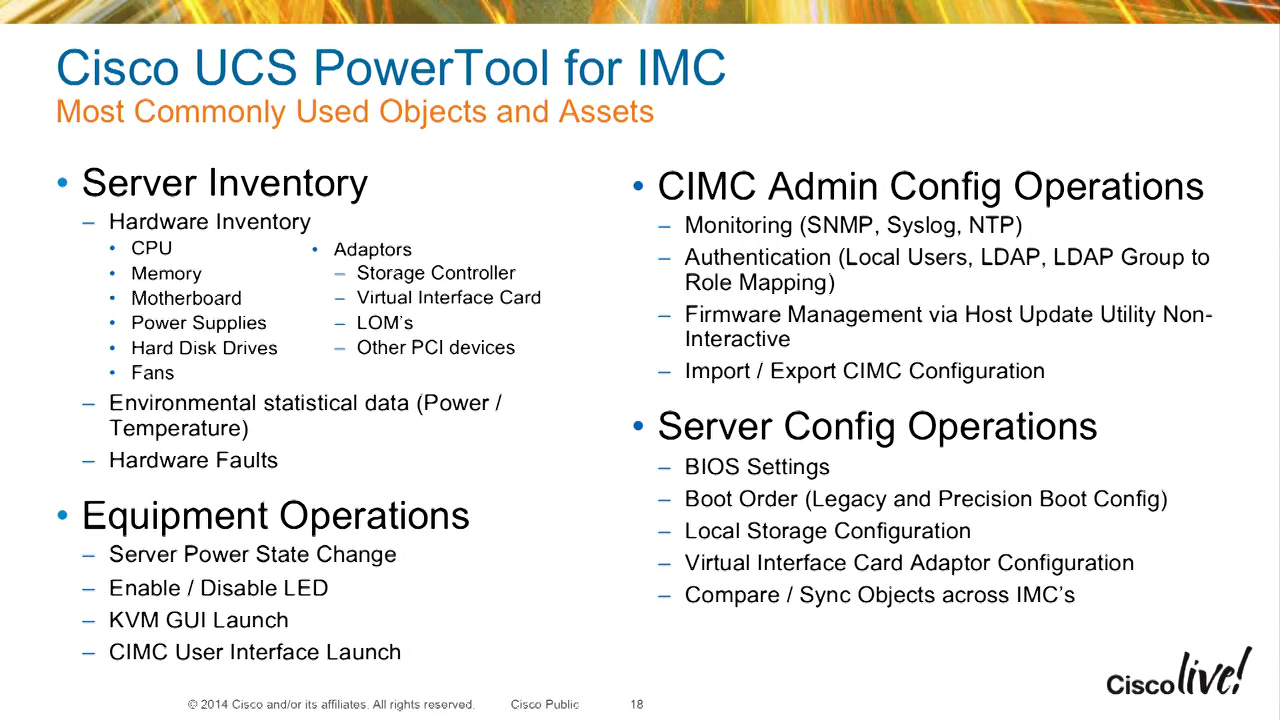 Cisco UCS PowerTool for IMC
Most Commonly Used Objects and Assets
• Server Inventory
– Hardware Inventory
• CPU
• Memory
• Motherboard
• Power Supplies
• Hard Disk Drives
• Fans
• Adaptors
– Storage Controller
– Virtual Interface Card
– LOM's
– Other PCI devices
– Environmental statistical data (Power /
Temperature)
– Hardware Faults
• Equipment Operations
– Server Power State Change
– Enable / Disable LED
– KVM GUI Launch
– CIMC User Interface Launch
• CIMC Admin Config Operations
– Monitoring (SNMP, Syslog, NTP)
– Authentication (Local Users, LDAP, LDAP Group to
Role Mapping)
– Firmware Management via Host Update Utility Non-
Interactive
– Import / Export CIMC Configuration
• Server Config Operations
– BIOS Settings
– Boot Order (Legacy and Precision Boot Config)
– Local Storage Configuration
– Virtual Interface Card Adaptor Configuration
– Compare / Sync Objects across IMC's
Cisco live!
© 2014 Cisco and/or its affiliates. All rights reserved. Cisco Public 18